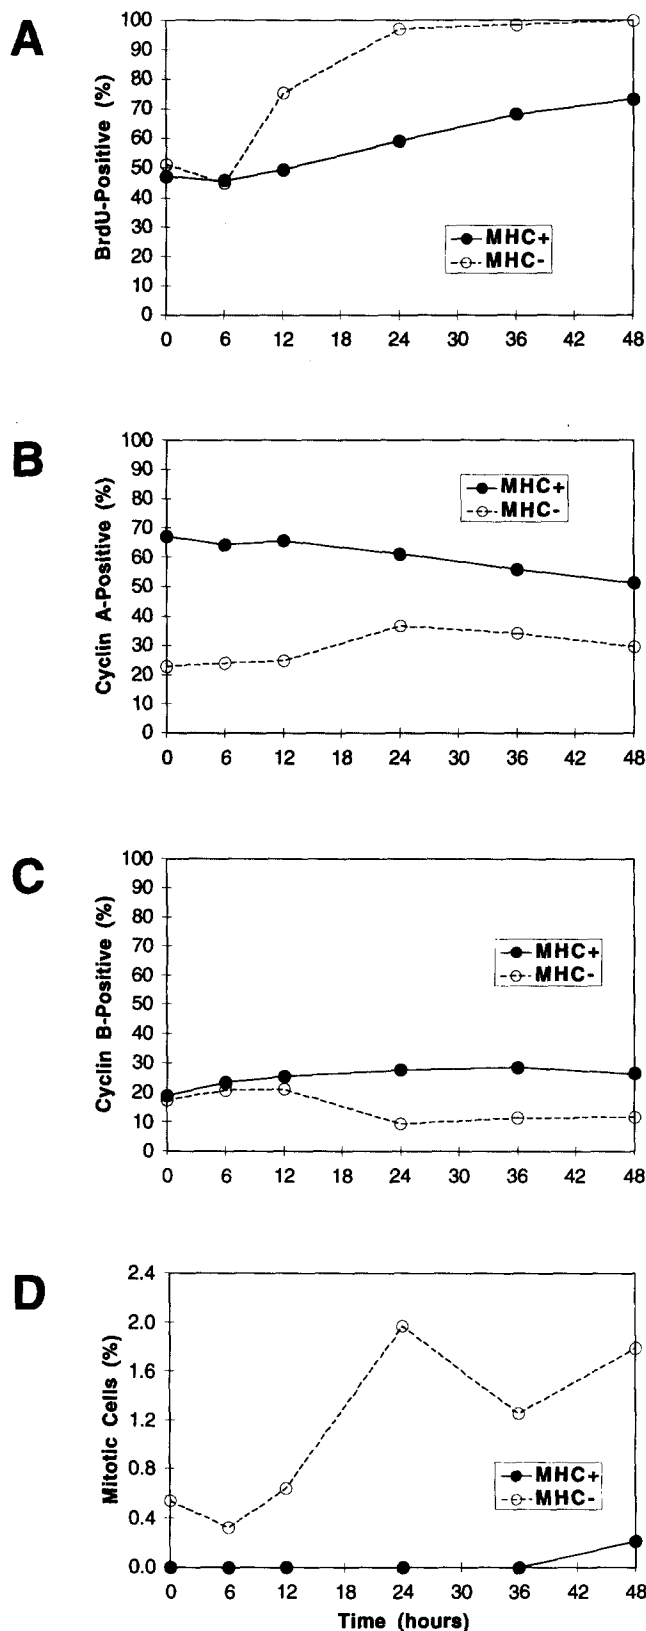 A
BrdU-Positive (%)
100
90
80
70
60
50
40
30
20
10
0
MHC+
MHC-
0 6 12 18 24 30 36 42 48
B
Cyclin A-Positive (%)
100
90
80
70
60
50
40
30
20
10
0
MHC+
MHC-
0 6 12 18 24 30 36 42 48
C
Cyclin B-Positive (%)
100
90
80
70
60
50
40
30
20
10
0
MHC+
MHC-
0 6 12 18 24 30 36 42 48
D
Mitotic Cells (%)
2.4
2.0
1.6
1.2
0.8
0.4
0.0
MHC+
MHC-
0 6 12 18 24 30 36 42 48
Time (hours)